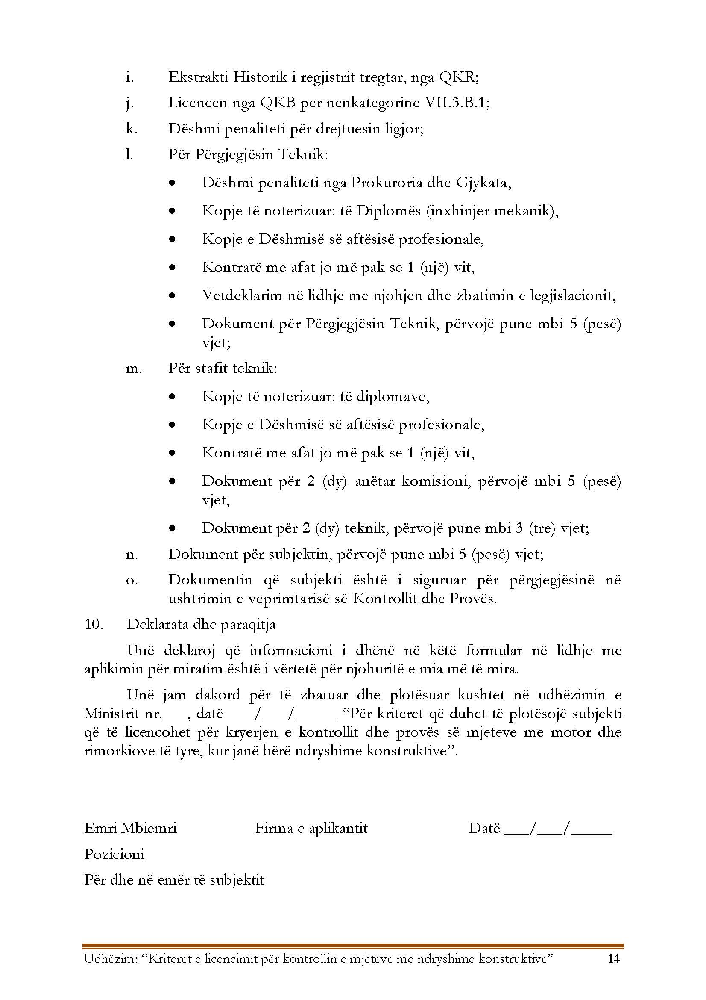 i. Ekstrakti Historik i regjistrit tregtar, nga QKR;
j. Licencen nga QKB per nenkategorine VII.3.B.1;
k. Dëshmi penaliteti për drejtuesin ligjor;
l. Për Përgjegjësin Teknik:
• Dëshmi penaliteti nga Prokuroria dhe Gjykata,
• Kopje të noterizuar: të Diplomës (inxhinjer mekanik),
• Kopje e Dëshmisë së aftësisë profesionale,
• Kontratë me afat jo më pak se 1 (një) vit,
• Vetdeklarim në lidhje me njohjen dhe zbatimin e legjislacionit,
• Dokument për Përgjegjësin Teknik, përvojë pune mbi 5 (pesë)
vjet;
m. Për stafit teknik:
• Kopje të noterizuar: të diplomave,
• Kopje e Dëshmisë së aftësisë profesionale,
• Kontratë me afat jo më pak se 1 (një) vit,
• Dokument për 2 (dy) anëtar komisioni, përvojë mbi 5 (pesë)
vjet,
• Dokument për 2 (dy) teknik, përvojë pune mbi 3 (tre) vjet;
n. Dokument për subjektin, përvojë pune mbi 5 (pesë) vjet;
o. Dokumentin që subjekti është i siguruar për përgjegjësinë në
ushtrimin e veprimtarisë së Kontrollit dhe Provës.
10. Deklarata dhe paraqitja
Unë deklaroj që informacioni i dhënë në këtë formular në lidhje me
aplikimin për miratim është i vërtetë për njohuritë e mia më të mira.
Unë jam dakord për të zbatuar dhe plotësuar kushtet në udhëzimin e
Ministrit nr.___, datë ___/___/_____ “Për kriteret që duhet të plotësojë subjekti
që të licencohet për kryerjen e kontrollit dhe provës së mjeteve me motor dhe
rimorkiove të tyre, kur janë bërë ndryshime konstruktive”.
Emri Mbiemri Firma e aplikantit Datë ___/___/_____
Pozicioni
Për dhe në emër të subjektit
Udhëzim: “Kriteret e licencimit për kontrollin e mjeteve me ndryshime konstruktive” 14